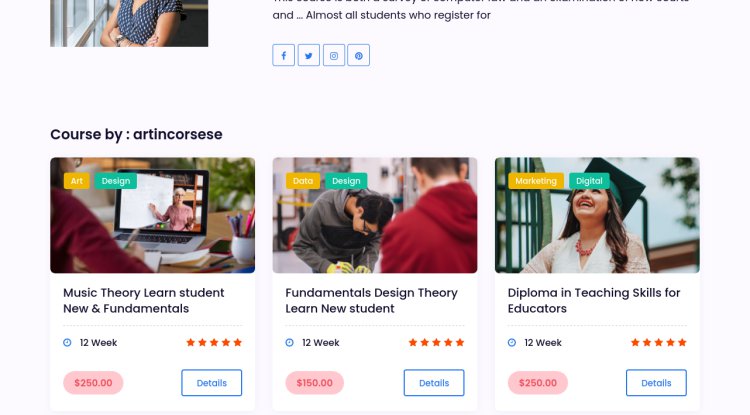 and ... Almost all students who register for
Course by : artincorsese
Art
Design
Data
Design
Marketing
Digital
Music Theory Learn student
New & Fundamentals
Fundamentals Design Theory
Learn New student
Diploma in Teaching Skills for
Educators
12 Week
12 Week
12 Week
$250.00
Details
$150.00
Details
$250.00
Details